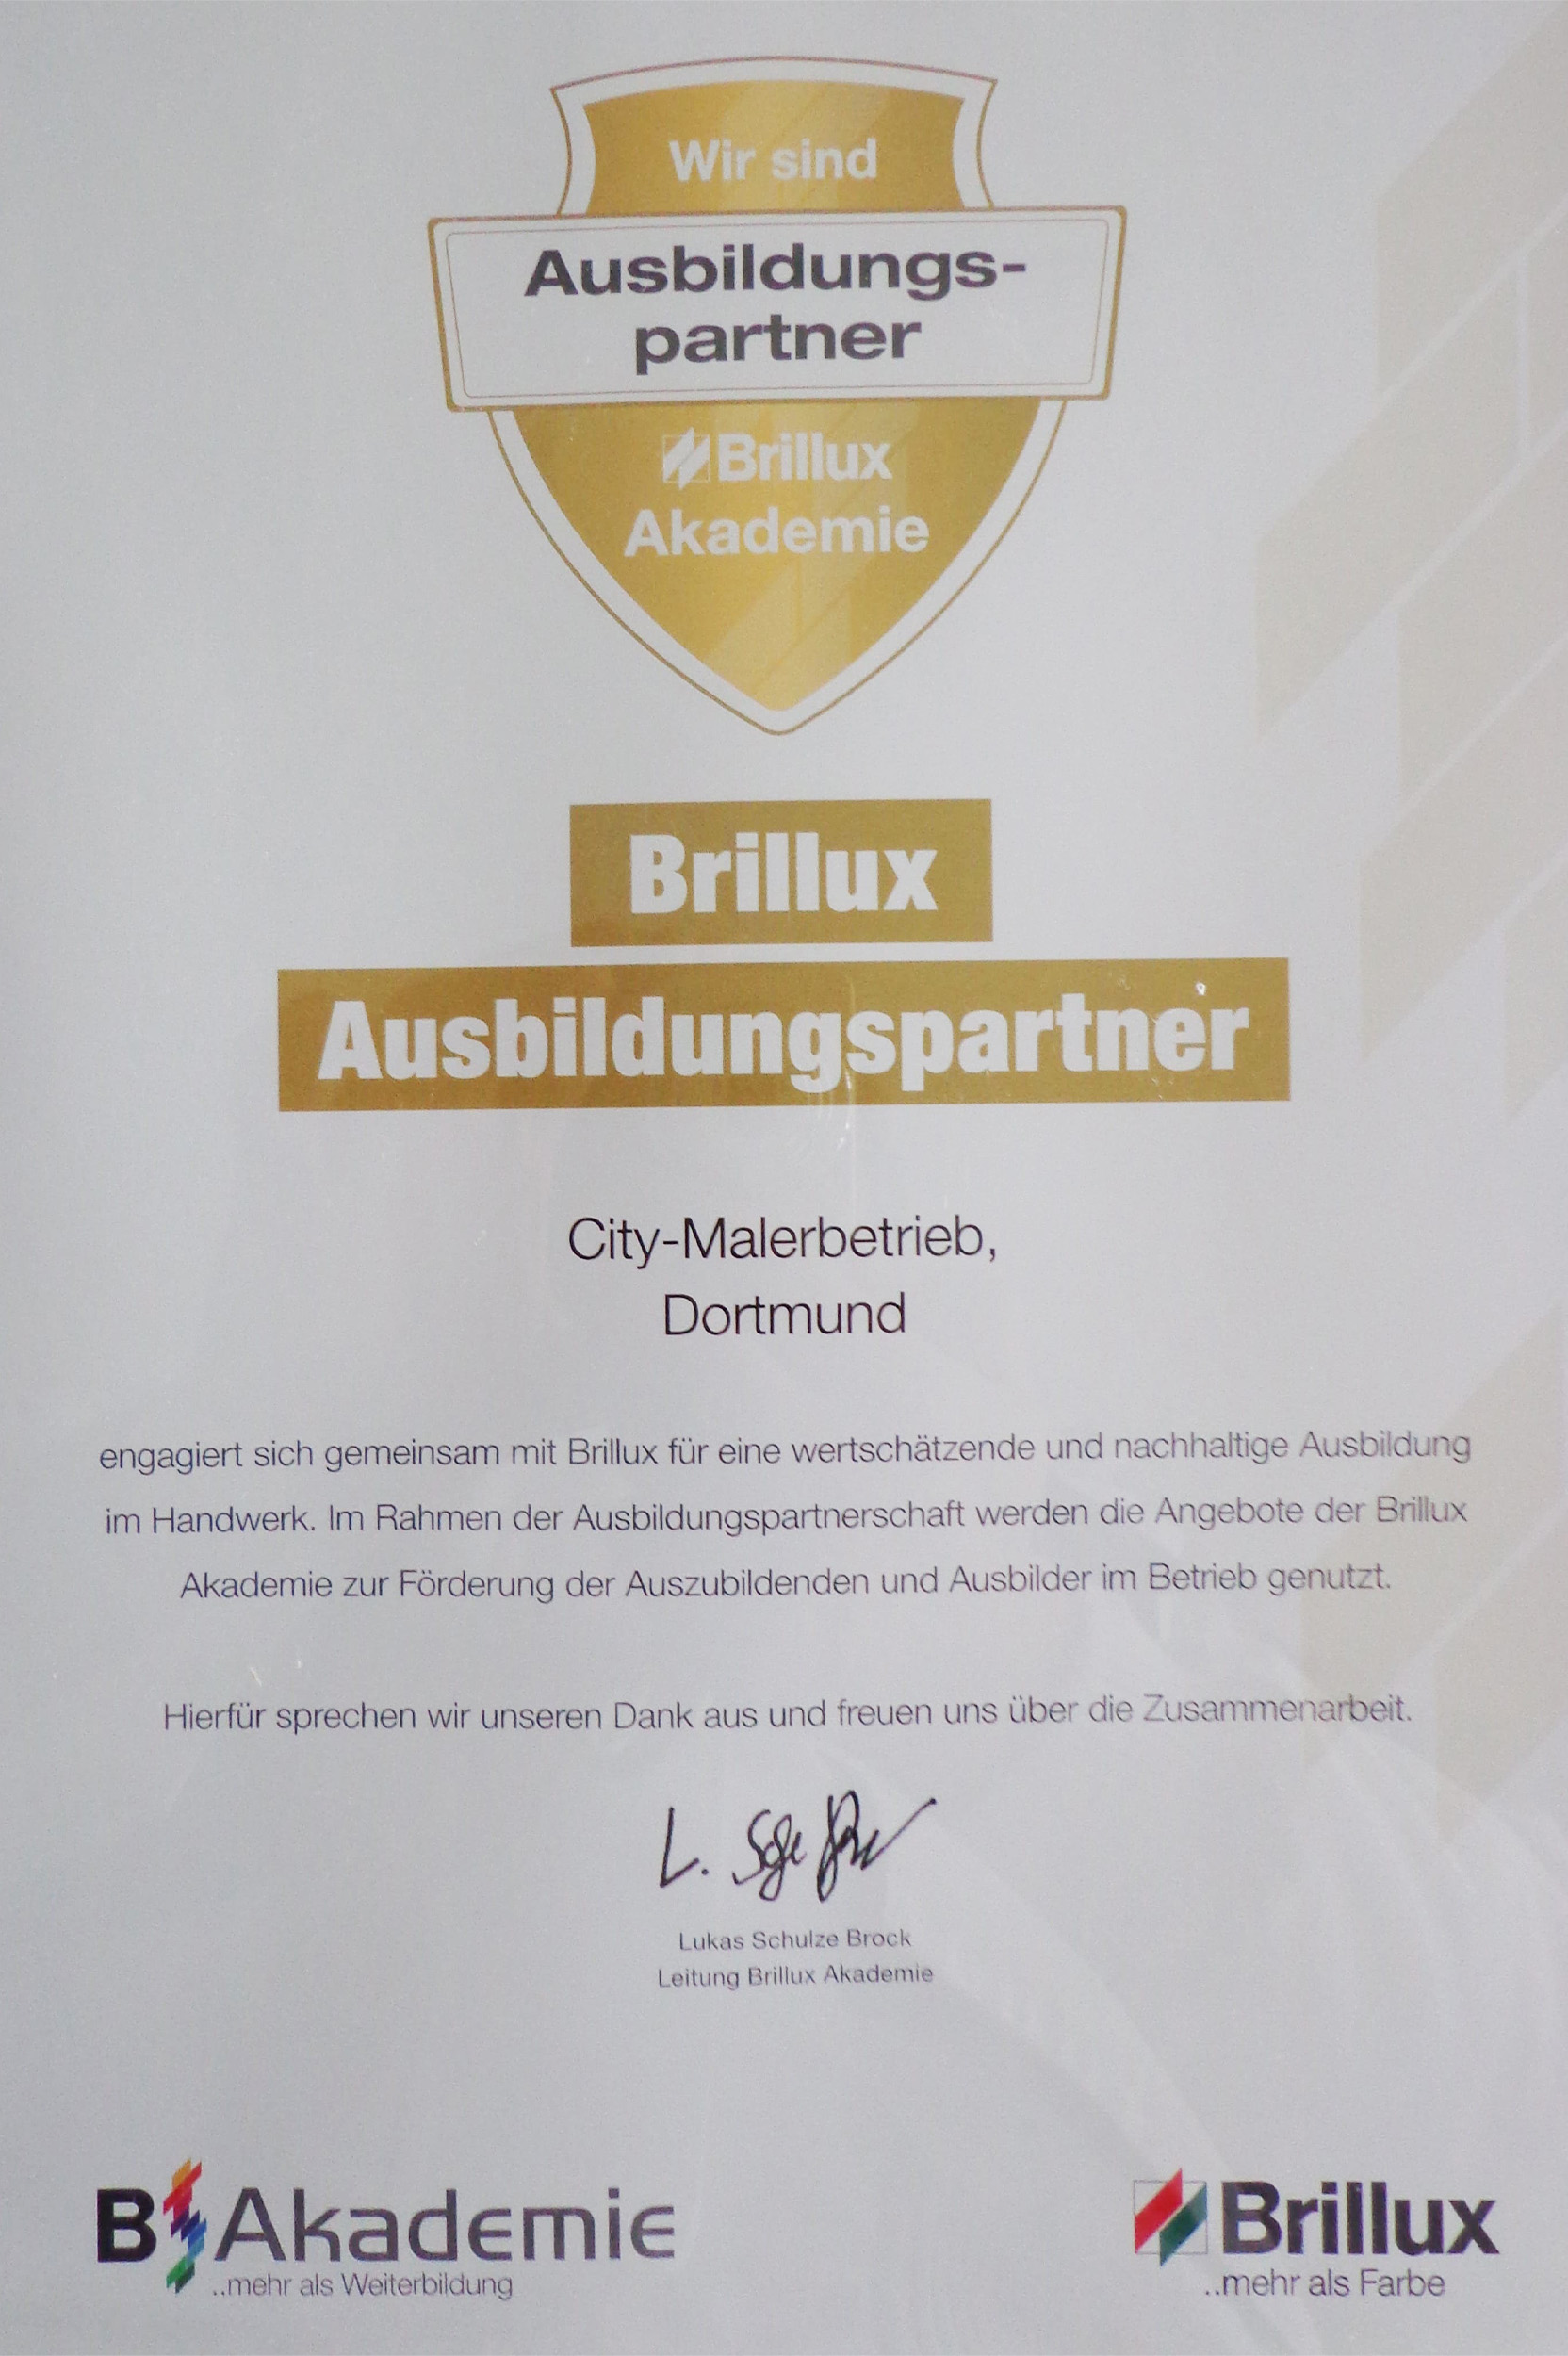 Wir sind
Ausbildungs-
partner
Brillux
Akademie
Brillux
Ausbildungspartner
City-Malerbetrieb,
Dortmund
engagiert sich gemeinsam mit Brillux für eine wertschätzende und nachhaltige Ausbildung
im Handwerk. Im Rahmen der Ausbildungspartnerschaft werden die Angebote der Brillux
Akademie zur Förderung der Auszubildenden und Ausbilder im Betrieb genutzt.
Hierfür sprechen wir unseren Dank aus und freuen uns über die Zusammenarbeit.
Lukas Schulze Brock
Leitung Brillux Akademie
B Akademie
..mehr als Weiterbildung
Brillux
..mehr als Farbe